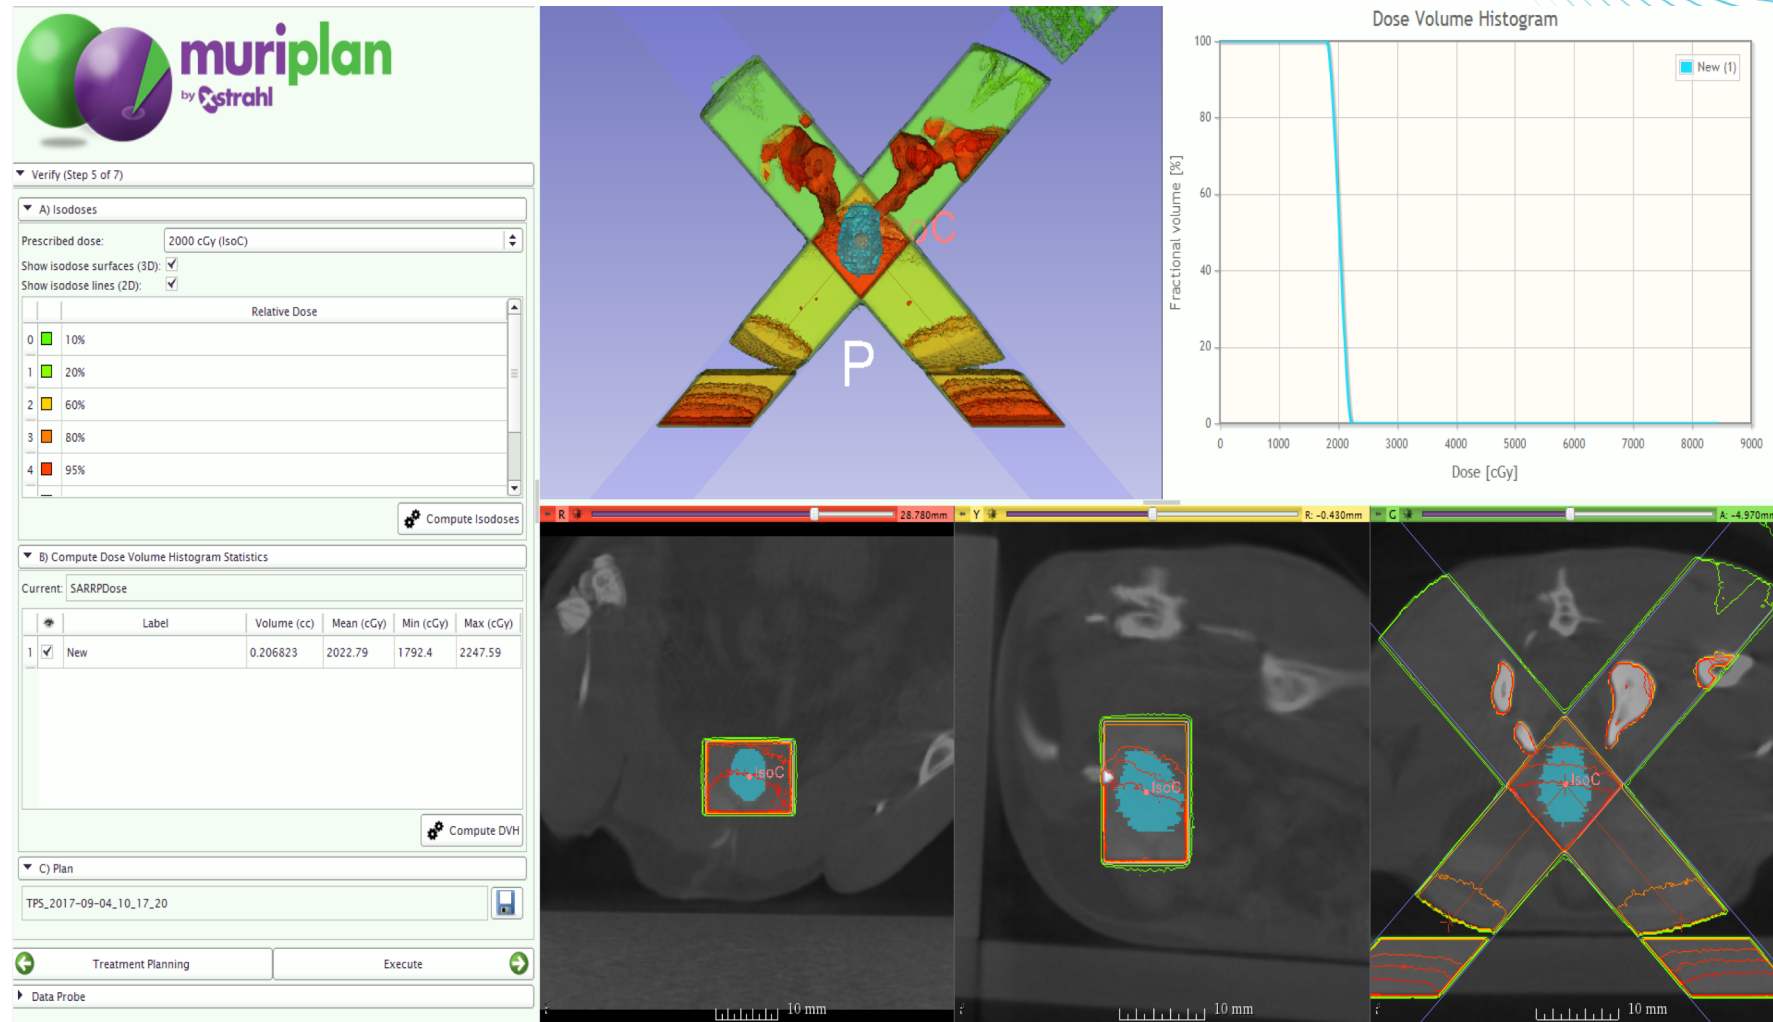 muriplan
by xstrahl
Verify (Step 5 of 7)
A) Isodoses
Prescribed dose: 2000 cGy (IsoC)
Show isodose surfaces (3D):
Show isodose lines (2D):
Relative Dose
0 10%
1 20%
2 60%
3 80%
4 95%
Compute Isodoses
B) Compute Dose Volume Histogram Statistics
Current: SARRPDose
Label Volume (cc) Mean (cGy) Min (cGy) Max (cGy)
1 New 0.206823 2022.79 1792.4 2247.59
Compute DVH
C) Plan
TPS_2017-09-04_10_17_20
Treatment Planning Execute
Data Probe
P
Dose Volume Histogram
New (1)
Fractional volume [%]
100
80
60
40
20
0
0 1000 2000 3000 4000 5000 6000 7000 8000 9000
Dose [cGy]
R 28.780mm
IsoC
10 mm
Y R: -0.430mm
IsoC
10 mm
G A: -4.970mm
IsoC
10 mm